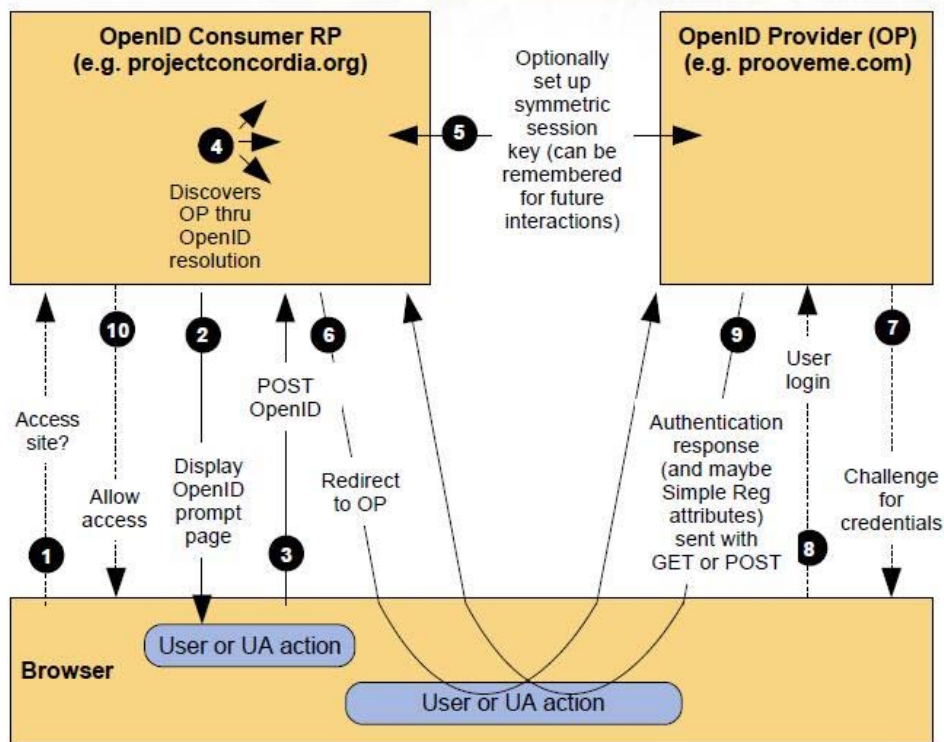 OpenID Consumer RP
(e.g. projectconcordia.org)
OpenID Provider (OP)
(e.g. prooveme.com)
4
Discovers
OP thru
OpenID
resolution
5
Optionally
set up
symmetric
session
key (can be
remembered
for future
interactions)
10
2
6
9
7
Access
site?
Allow
access
Display
OpenID
prompt
page
POST
OpenID
Redirect
to OP
Authentication
response
(and maybe
Simple Reg
attributes)
sent with
GET or POST
User
login
Challenge
for
credentials
1
3
8
Browser
User or UA action
User or UA action